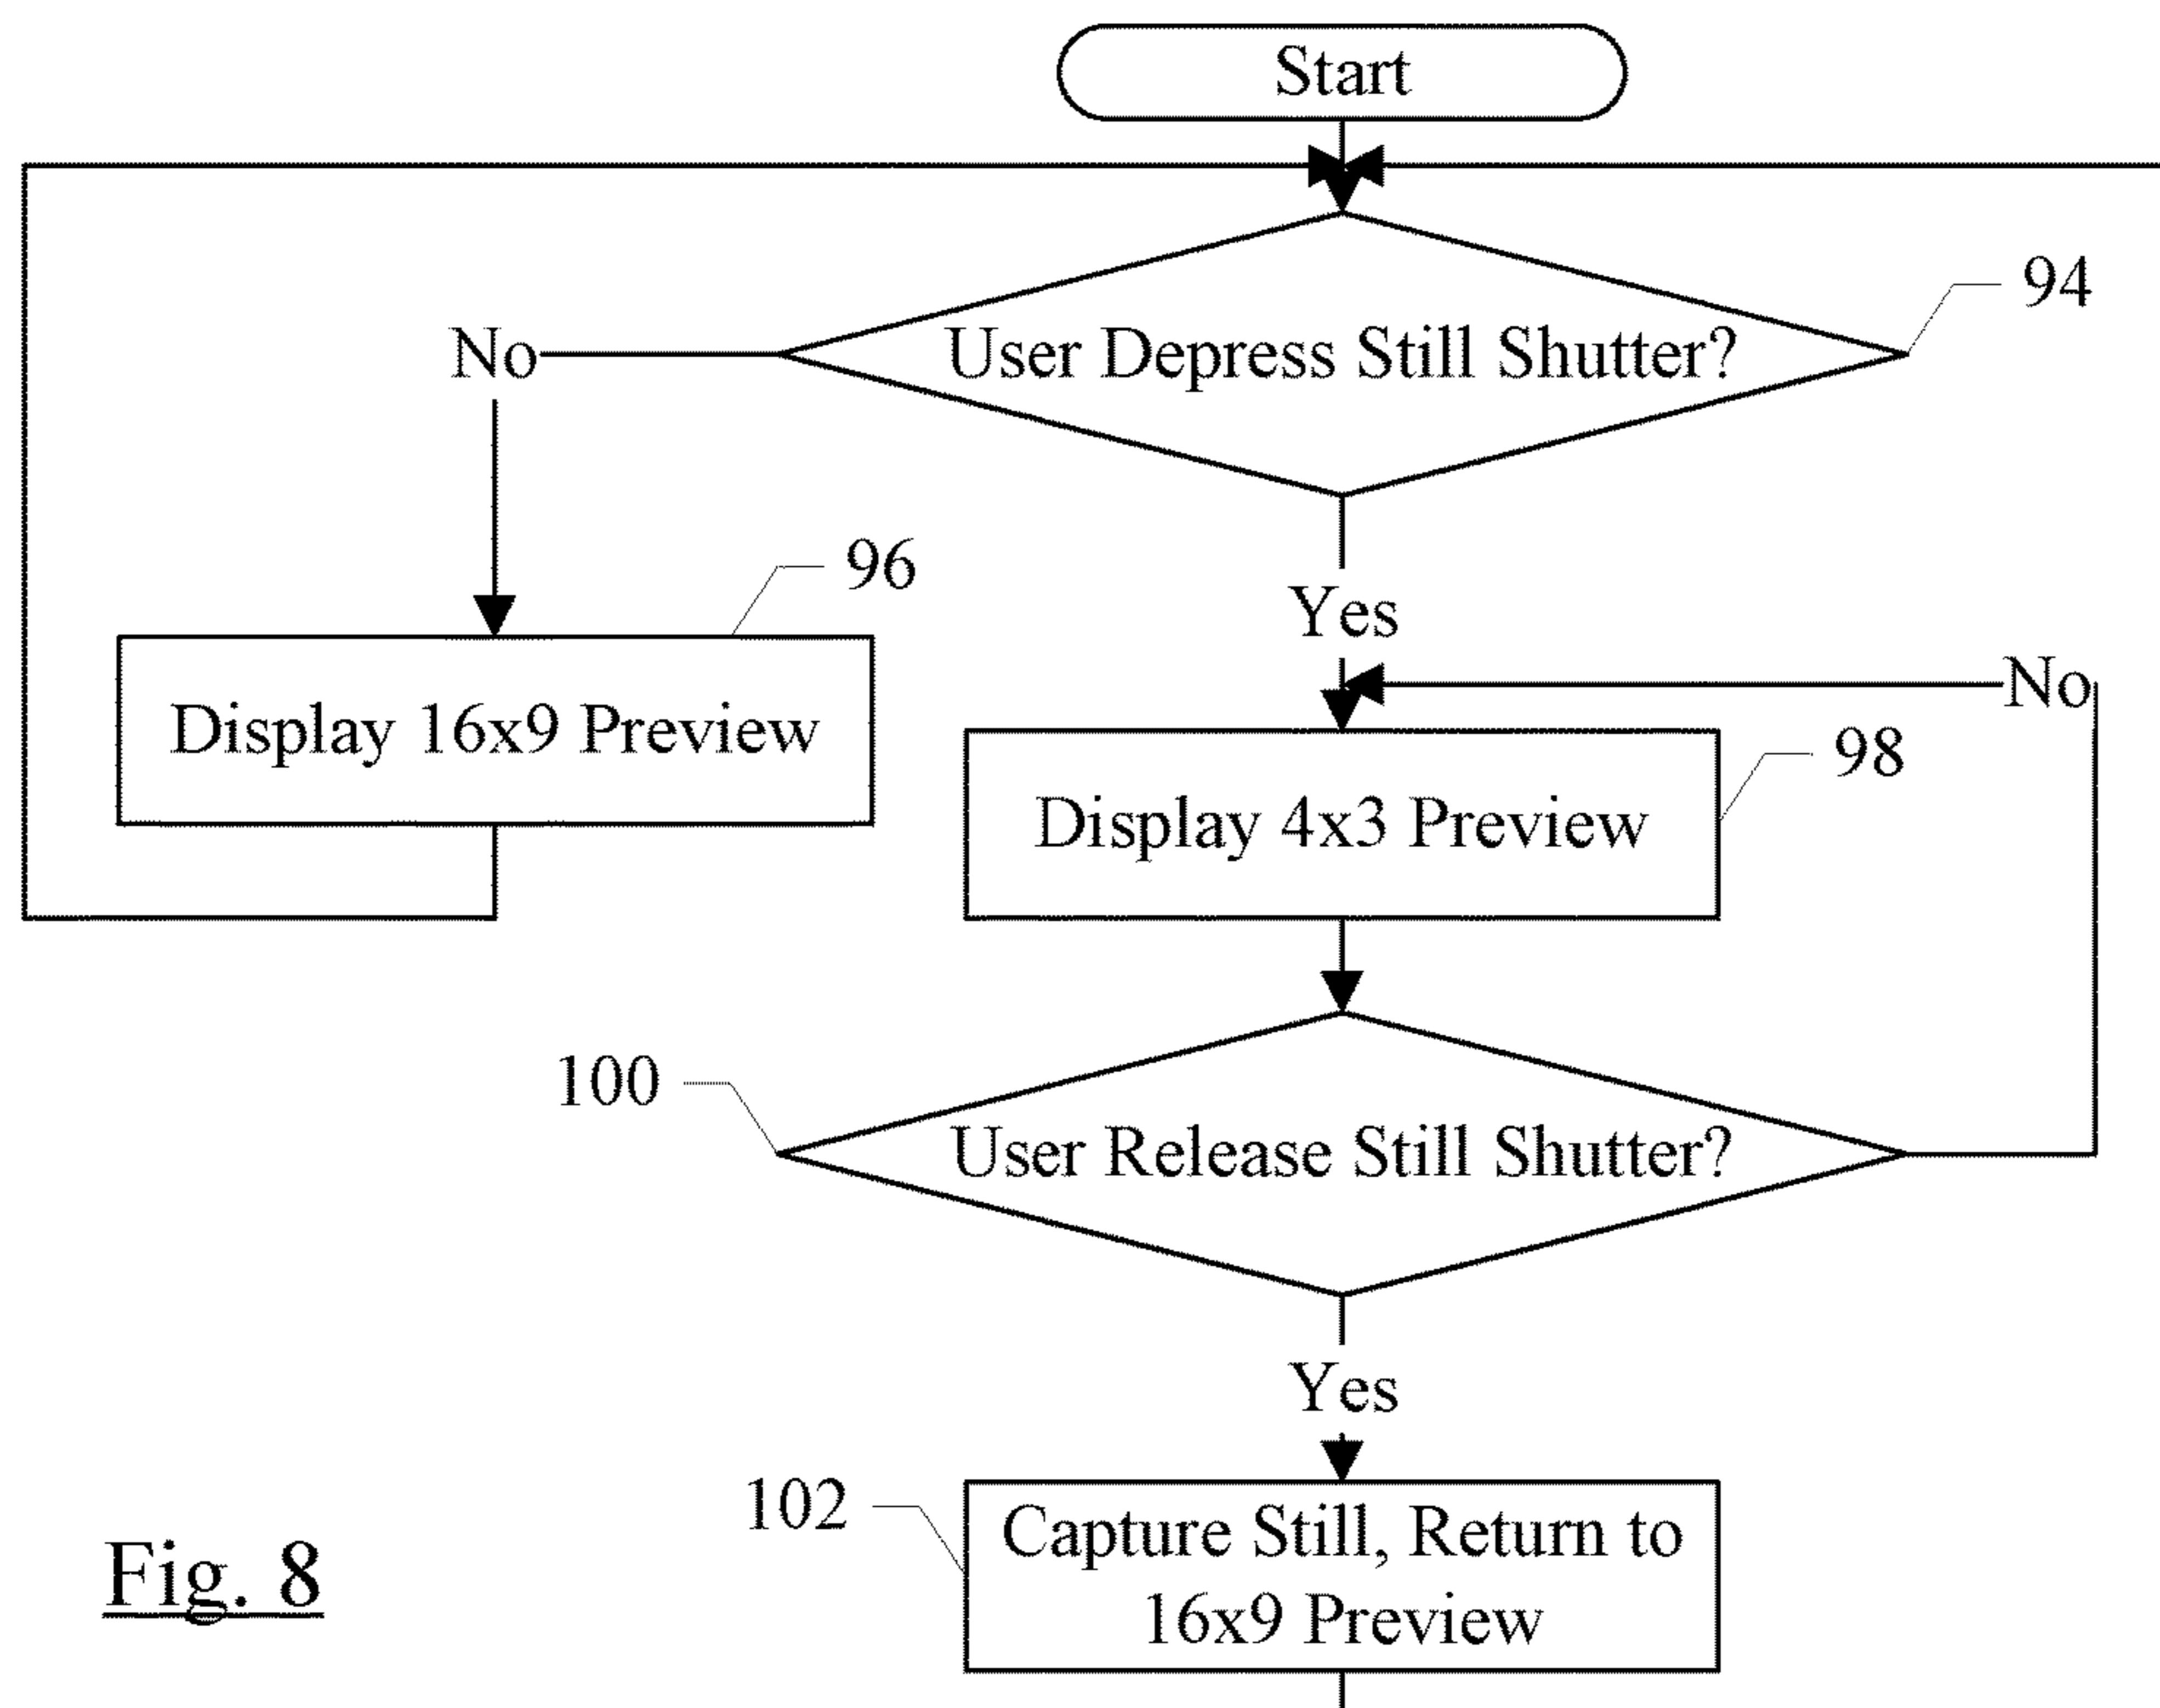 Start
94
User Depress Still Shutter?
No
96
Yes
No
Display 16x9 Preview
98
Display 4x3 Preview
100
User Release Still Shutter?
Yes
102
Capture Still, Return to
16x9 Preview
Fig. 8